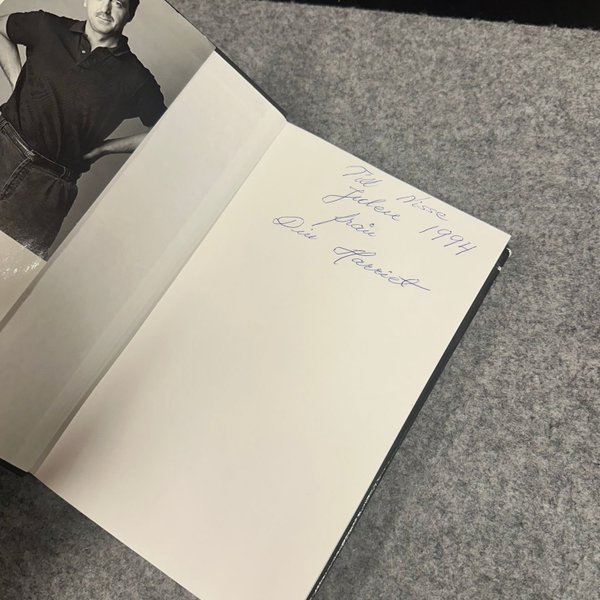 Till Nisse
Julen 1994
från
Din Harriet